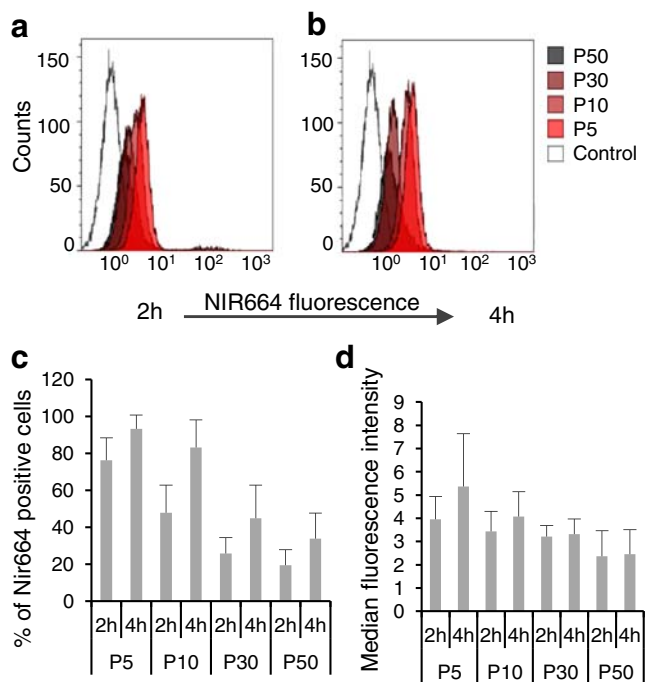 a
b
150
100
50
0
Counts
10⁰ 10¹ 10² 10³
150
100
50
0
10⁰ 10¹ 10² 10³
P50
P30
P10
P5
Control
2h NIR664 fluorescence 4h
c
% of Nir664 positive cells
120
100
80
60
40
20
0
2h 4h 2h 4h 2h 4h 2h 4h
P5 P10 P30 P50
d
Median fluorescence intensity
9
8
7
6
5
4
3
2
1
0
2h 4h 2h 4h 2h 4h 2h 4h
P5 P10 P30 P50